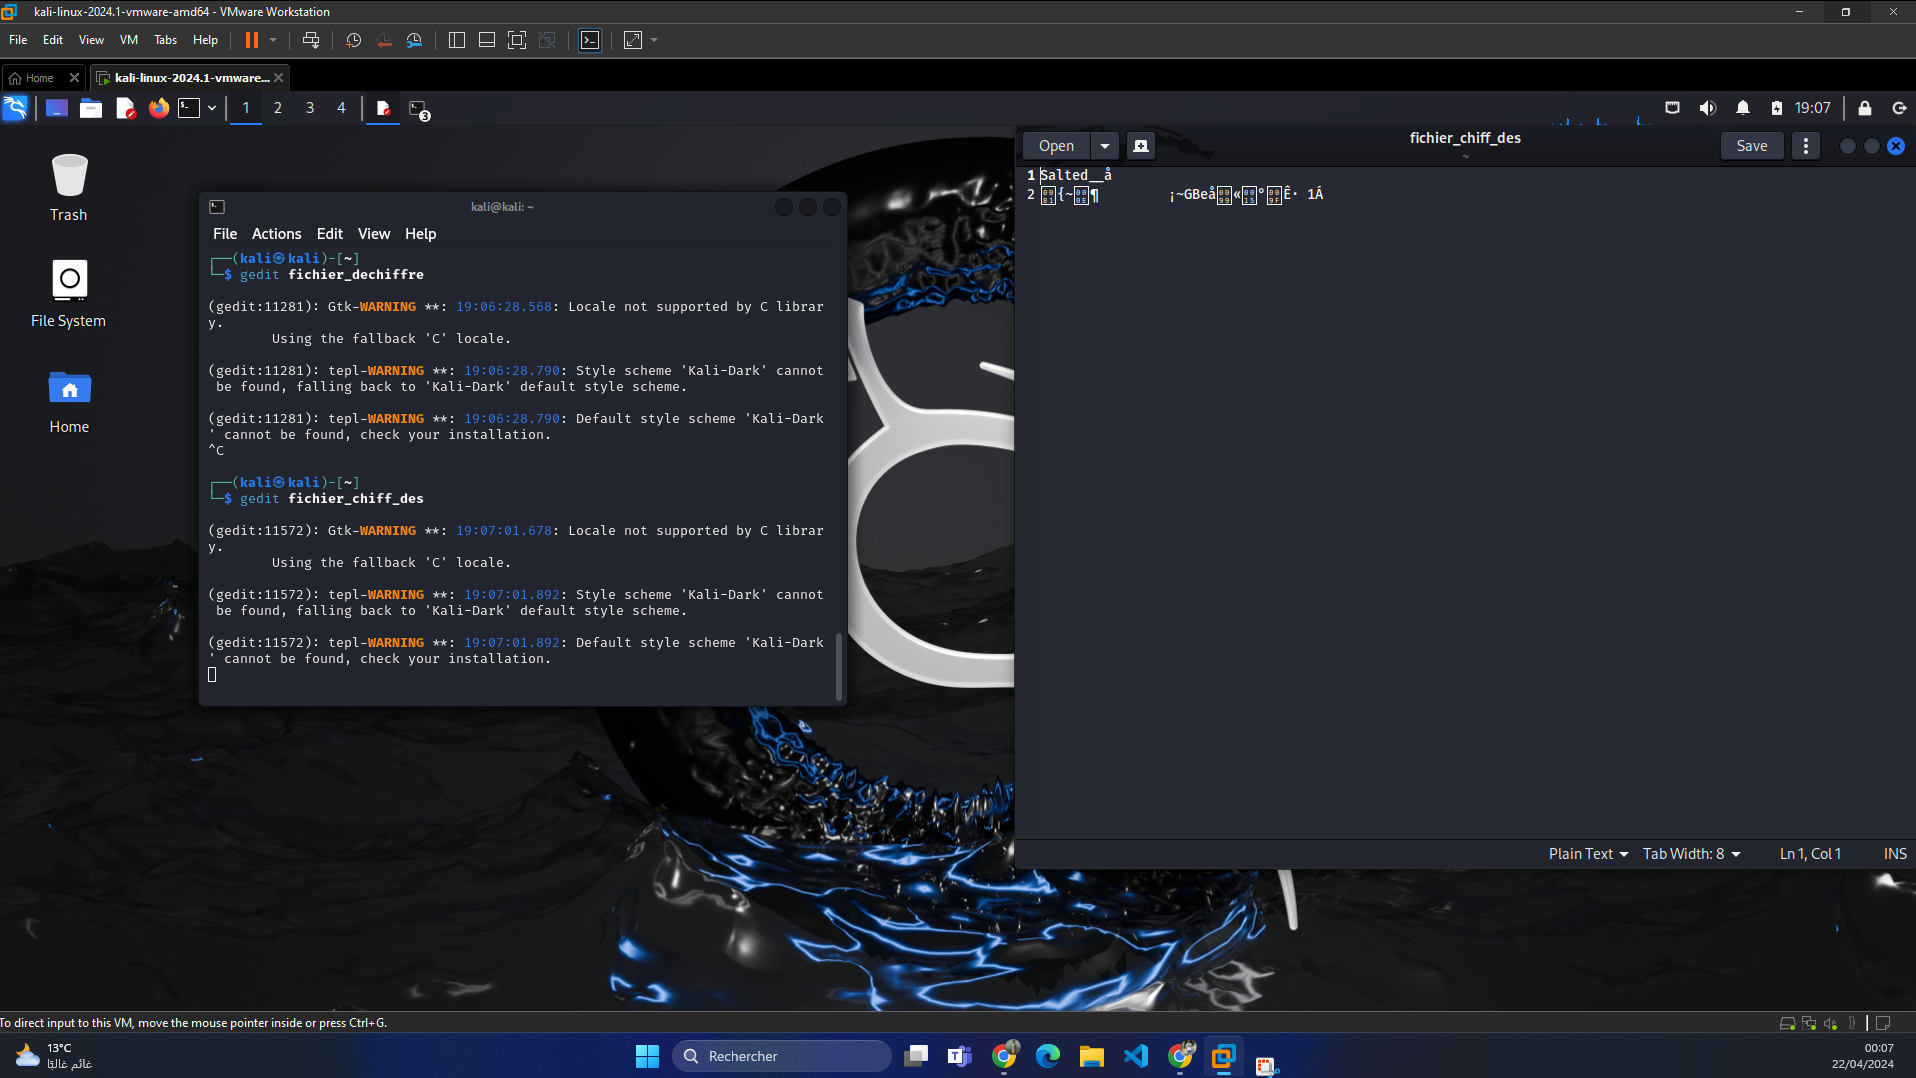 kali-linux-2024.1-vmware-amd64 - VMware Workstation
File Edit View VM Tabs Help
Home kali-linux-2024.1-vmware...
1 2 3 4 3 19:07
Trash
File System
Home
kali@kali: ~
File Actions Edit View Help
┌──(kali㉿kali)-[~]
└─$ gedit fichier_dechiffre
(gedit:11281): Gtk-WARNING **: 19:06:28.568: Locale not supported by C librar
y.
Using the fallback 'C' locale.
(gedit:11281): tepl-WARNING **: 19:06:28.790: Style scheme 'Kali-Dark' cannot
be found, falling back to 'Kali-Dark' default style scheme.
(gedit:11281): tepl-WARNING **: 19:06:28.790: Default style scheme 'Kali-Dark
' cannot be found, check your installation.
^C
┌──(kali㉿kali)-[~]
└─$ gedit fichier_chiff_des
(gedit:11572): Gtk-WARNING **: 19:07:01.678: Locale not supported by C librar
y.
Using the fallback 'C' locale.
(gedit:11572): tepl-WARNING **: 19:07:01.892: Style scheme 'Kali-Dark' cannot
be found, falling back to 'Kali-Dark' default style scheme.
(gedit:11572): tepl-WARNING **: 19:07:01.892: Default style scheme 'Kali-Dark
' cannot be found, check your installation.
Open fichier_chiff_des Save
~
1 Salted__å
2 {~¶ ¡~GBeå«°Ê· 1Á
Plain Text Tab Width: 8 Ln 1, Col 1 INS
To direct input to this VM, move the mouse pointer inside or press Ctrl+G.
13°C
غائم غالبًا
Rechercher
00:07
22/04/2024